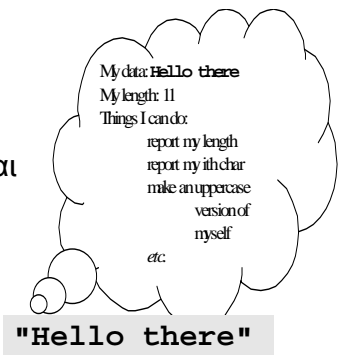 My data: Hello there
My length: 11
Things I can do:
report my length
report my ith char
make an uppercase
version of
myself
etc.
αι
"Hello there"